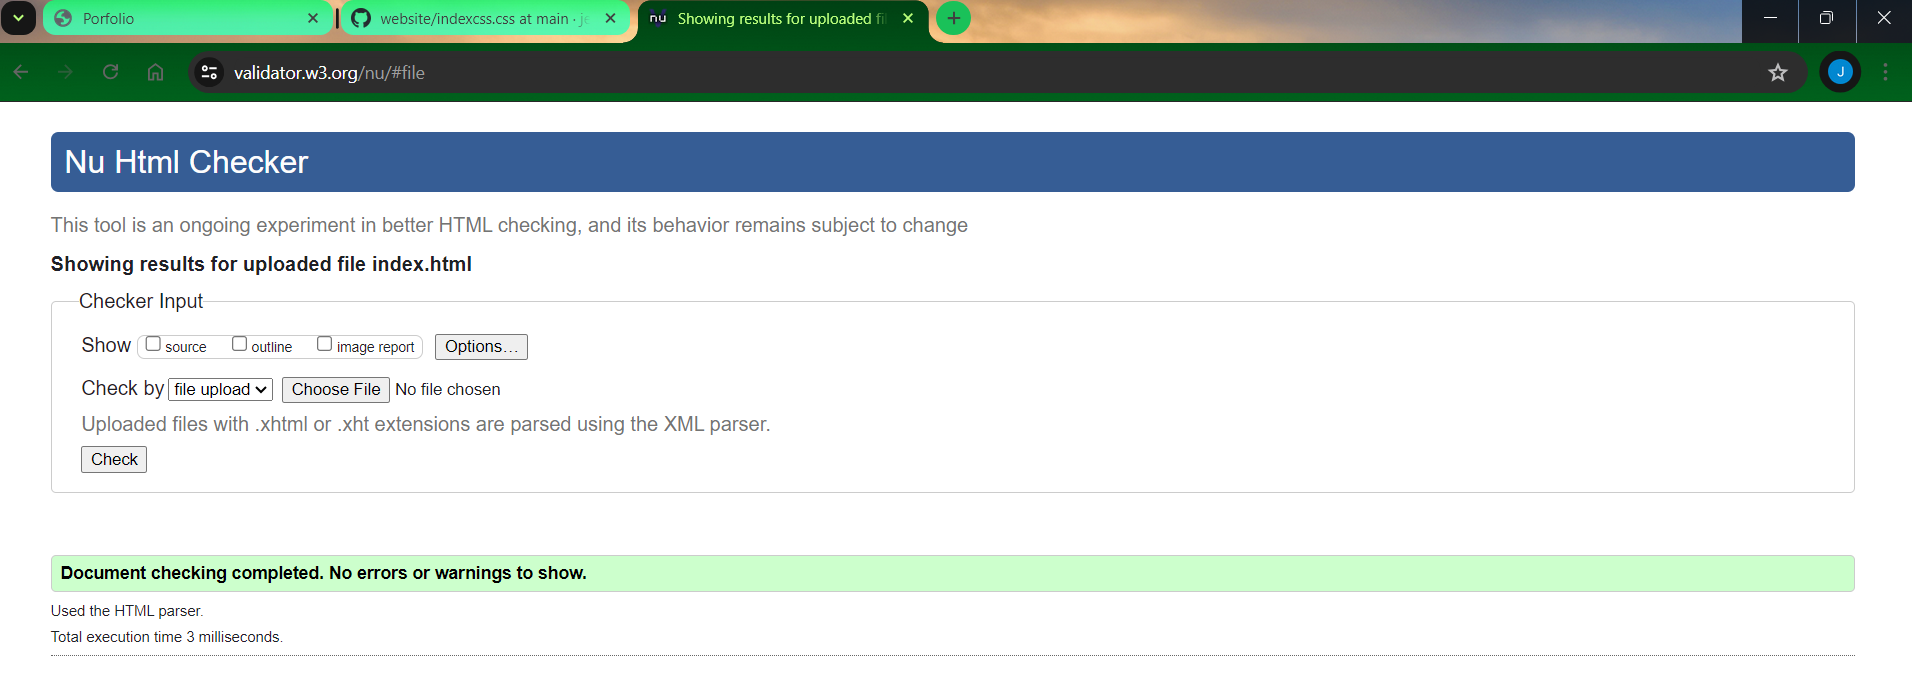 Porfolio
website/indexcss.css at main · je
nu Showing results for uploaded fil
validator.w3.org/nu/#file
J
Nu Html Checker
This tool is an ongoing experiment in better HTML checking, and its behavior remains subject to change
Showing results for uploaded file index.html
Checker Input
Show source outline image report Options…
Check by file upload Choose File No file chosen
Uploaded files with .xhtml or .xht extensions are parsed using the XML parser.
Check
Document checking completed. No errors or warnings to show.
Used the HTML parser.
Total execution time 3 milliseconds.